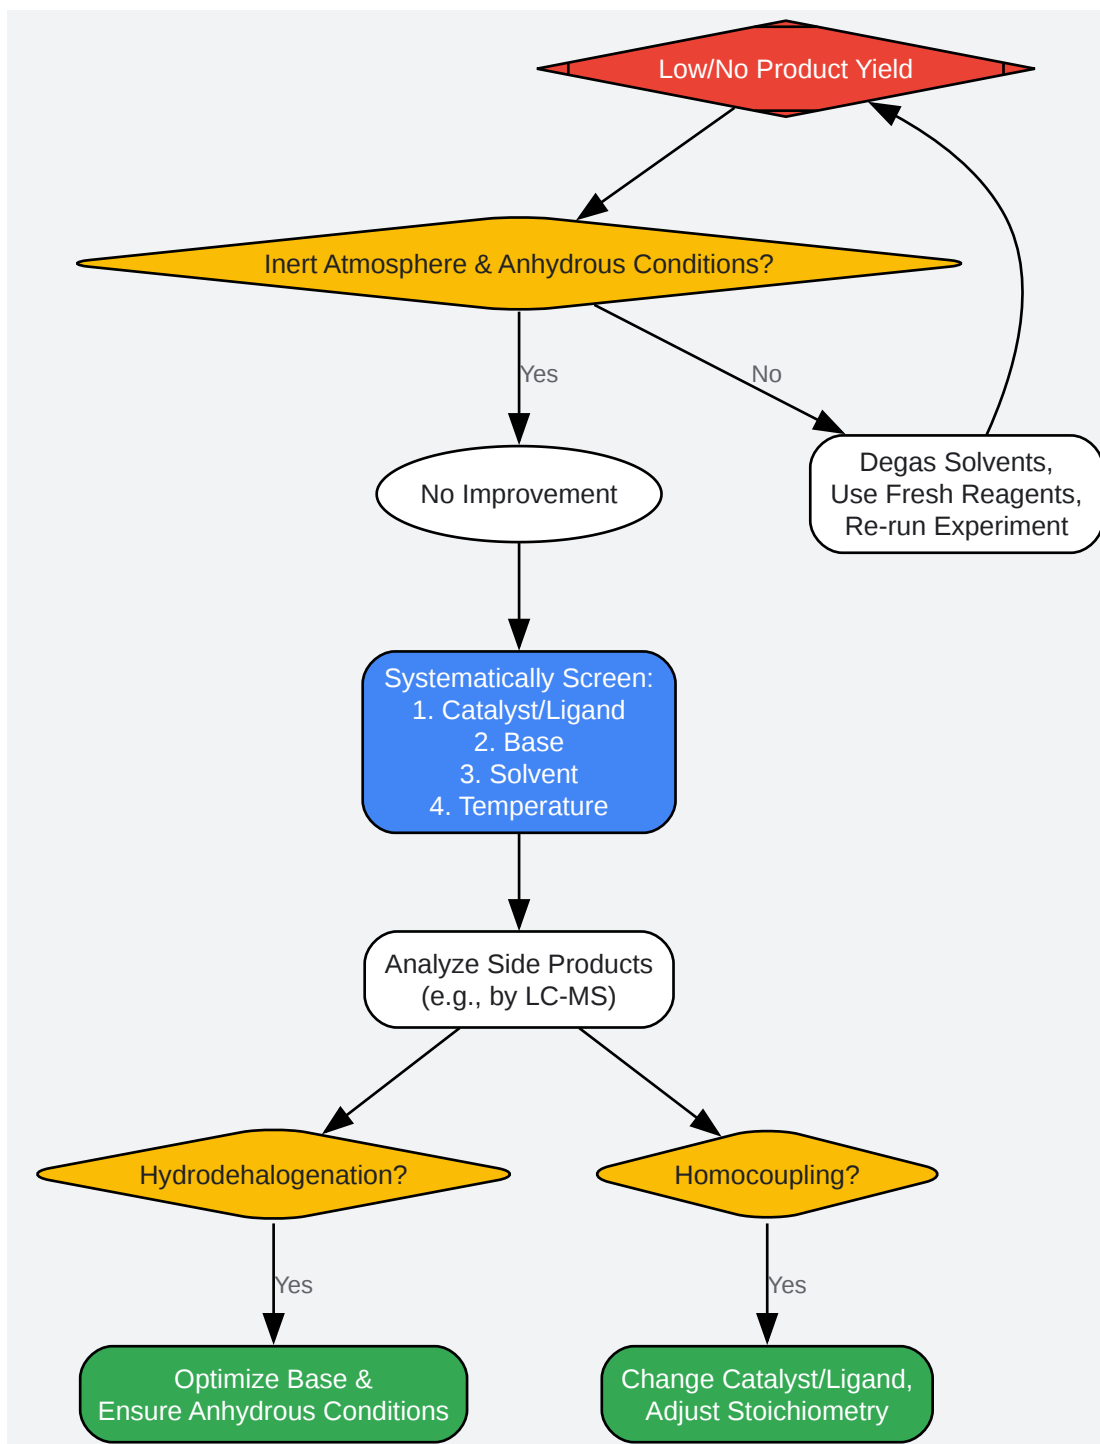 Low/No Product Yield
Inert Atmosphere & Anhydrous Conditions?
Yes
No
No Improvement
Degas Solvents,
Use Fresh Reagents,
Re-run Experiment
Systematically Screen:
1. Catalyst/Ligand
2. Base
3. Solvent
4. Temperature
Analyze Side Products
(e.g., by LC-MS)
Hydrodehalogenation?
Homocoupling?
Yes
Yes
Optimize Base &
Ensure Anhydrous Conditions
Change Catalyst/Ligand,
Adjust Stoichiometry